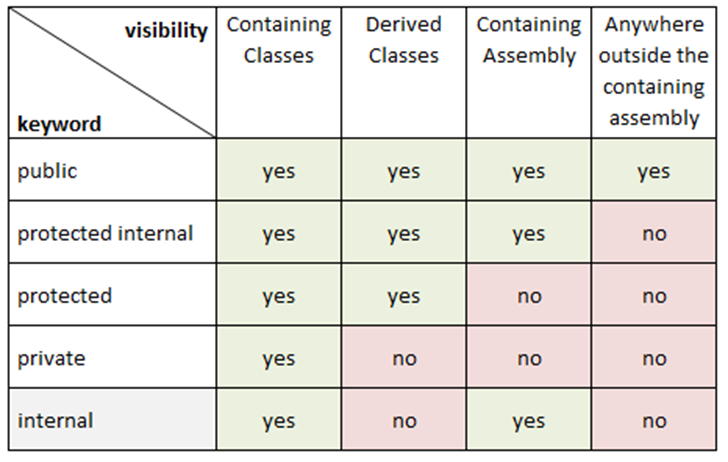 visibility
keyword
Containing
Classes
Derived
Classes
Containing
Assembly
Anywhere
outside the
containing
assembly
public yes yes yes yes
protected internal yes yes yes no
protected yes yes no no
private yes no no no
internal yes no yes no